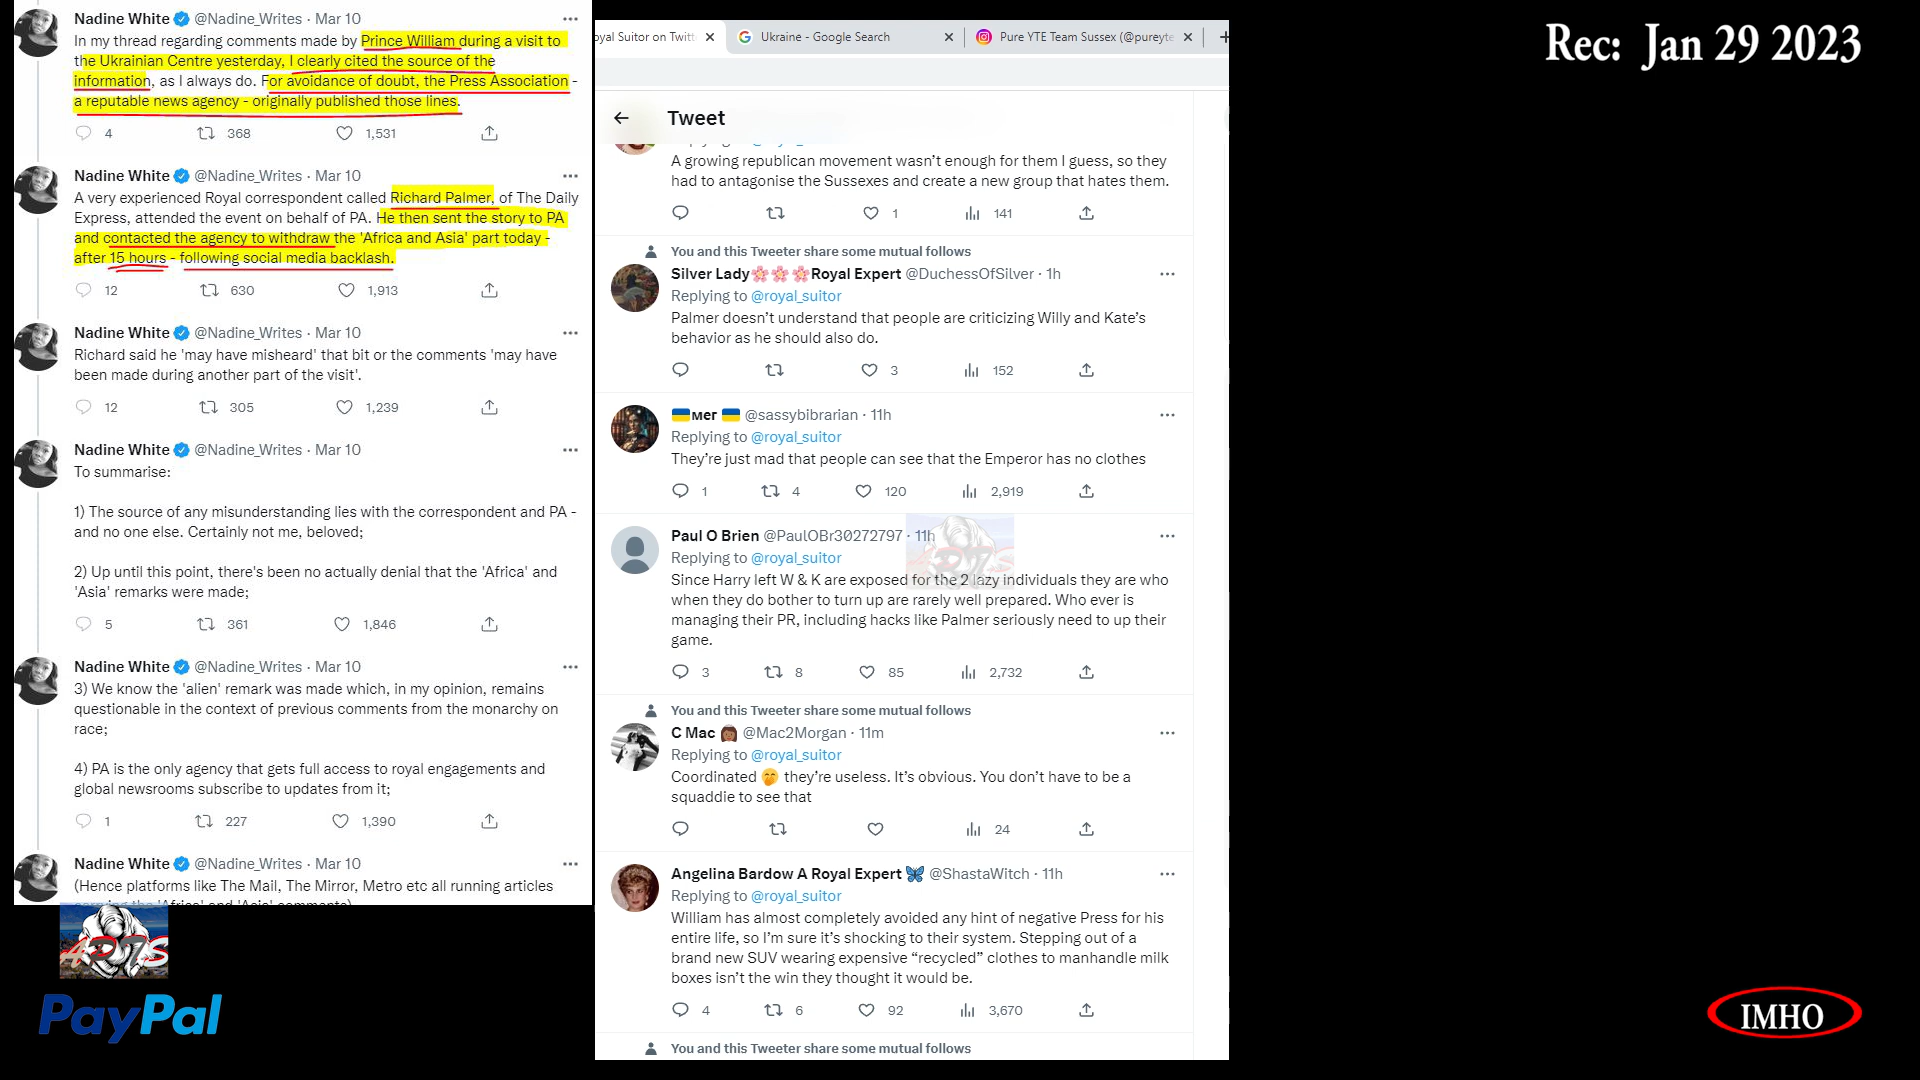 Nadine White @Nadine_Writes · Mar 10
In my thread regarding comments made by Prince William during a visit to
the Ukrainian Centre yesterday, I clearly cited the source of the
information, as I always do. For avoidance of doubt, the Press Association -
a reputable news agency - originally published those lines.
4 368 1,531
Nadine White @Nadine_Writes · Mar 10
A very experienced Royal correspondent called Richard Palmer, of The Daily
Express, attended the event on behalf of PA. He then sent the story to PA
and contacted the agency to withdraw the 'Africa and Asia' part today -
after 15 hours - following social media backlash.
12 630 1,913
Nadine White @Nadine_Writes · Mar 10
Richard said he 'may have misheard' that bit or the comments 'may have
been made during another part of the visit'.
12 305 1,239
Nadine White @Nadine_Writes · Mar 10
To summarise:
1) The source of any misunderstanding lies with the correspondent and PA -
and no one else. Certainly not me, beloved;
2) Up until this point, there's been no actually denial that the 'Africa' and
'Asia' remarks were made;
5 361 1,846
Nadine White @Nadine_Writes · Mar 10
3) We know the 'alien' remark was made which, in my opinion, remains
questionable in the context of previous comments from the monarchy on
race;
4) PA is the only agency that gets full access to royal engagements and
global newsrooms subscribe to updates from it;
1 227 1,390
Nadine White @Nadine_Writes · Mar 10
(Hence platforms like The Mail, The Mirror, Metro etc all running articles
PayPal
oyal Suitor on Twitt
Ukraine - Google Search
Pure YTE Team Sussex (@pureyte
Tweet
A growing republican movement wasn't enough for them I guess, so they
had to antagonise the Sussexes and create a new group that hates them.
1 141
You and this Tweeter share some mutual follows
Silver Lady🌸🌸🌸Royal Expert @DuchessOfSilver · 1h
Replying to @royal_suitor
Palmer doesn't understand that people are criticizing Willy and Kate's
behavior as he should also do.
3 152
🇺🇦мег 🇺🇦 @sassybibrarian · 11h
Replying to @royal_suitor
They're just mad that people can see that the Emperor has no clothes
1 4 120 2,919
Paul O Brien @PaulOBr30272797 · 11h
Replying to @royal_suitor
Since Harry left W & K are exposed for the 2 lazy individuals they are who
when they do bother to turn up are rarely well prepared. Who ever is
managing their PR, including hacks like Palmer seriously need to up their
game.
3 8 85 2,732
You and this Tweeter share some mutual follows
C Mac @Mac2Morgan · 11m
Replying to @royal_suitor
Coordinated 🤭 they're useless. It's obvious. You don't have to be a
squaddie to see that
24
Angelina Bardow A Royal Expert 🦋 @ShastaWitch · 11h
Replying to @royal_suitor
William has almost completely avoided any hint of negative Press for his
entire life, so I'm sure it's shocking to their system. Stepping out of a
brand new SUV wearing expensive “recycled” clothes to manhandle milk
boxes isn't the win they thought it would be.
4 6 92 3,670
You and this Tweeter share some mutual follows
Rec: Jan 29 2023
IMHO